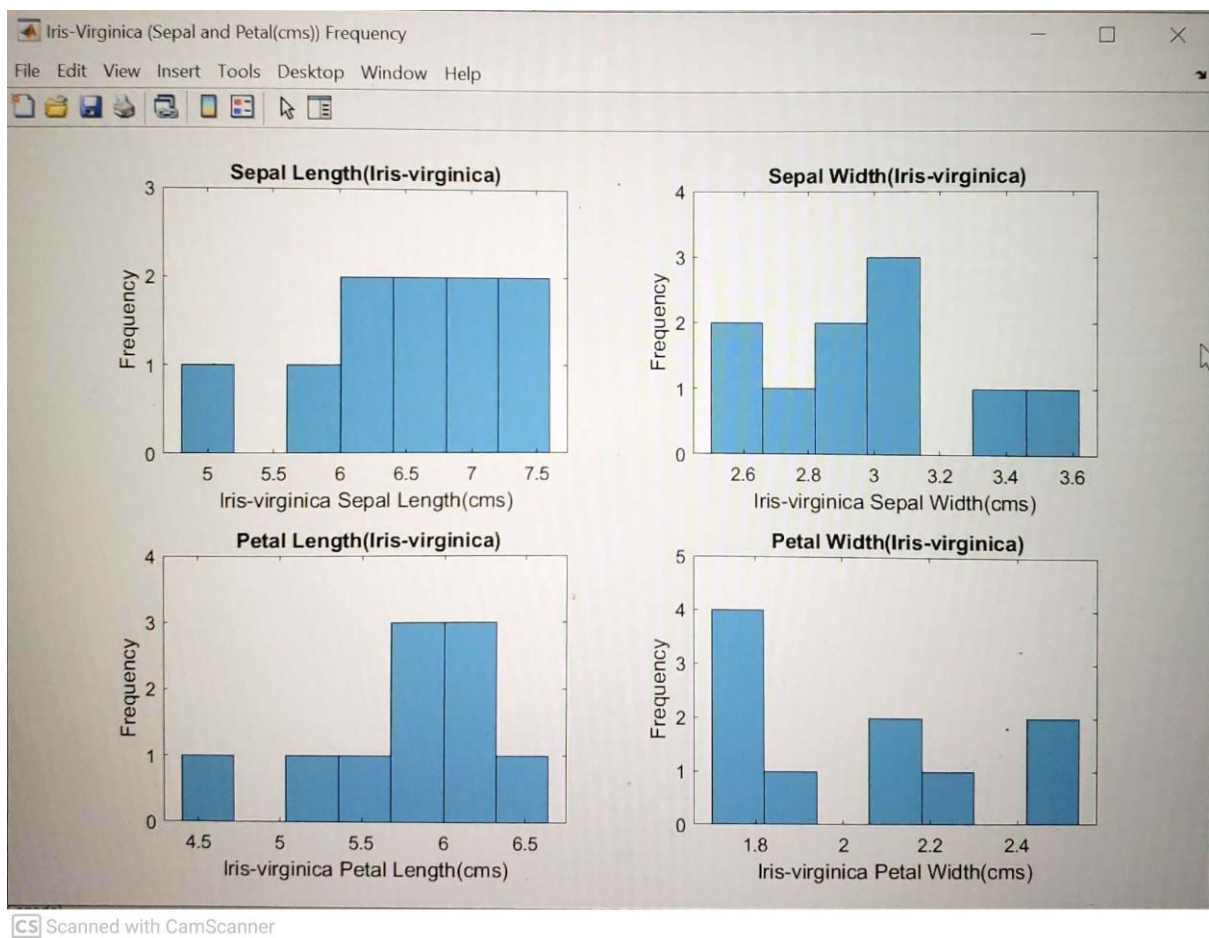 Iris-Virginica (Sepal and Petal(cms)) Frequency
File Edit View Insert Tools Desktop Window Help
Sepal Length(Iris-virginica)
3
2
1
0
Frequency
5 5.5 6 6.5 7 7.5
Iris-virginica Sepal Length(cms)
Sepal Width(Iris-virginica)
4
3
2
1
0
Frequency
2.6 2.8 3 3.2 3.4 3.6
Iris-virginica Sepal Width(cms)
Petal Length(Iris-virginica)
4
3
2
1
0
Frequency
4.5 5 5.5 6 6.5
Iris-virginica Petal Length(cms)
Petal Width(Iris-virginica)
5
4
3
2
1
0
Frequency
1.8 2 2.2 2.4
Iris-virginica Petal Width(cms)
CS Scanned with CamScanner